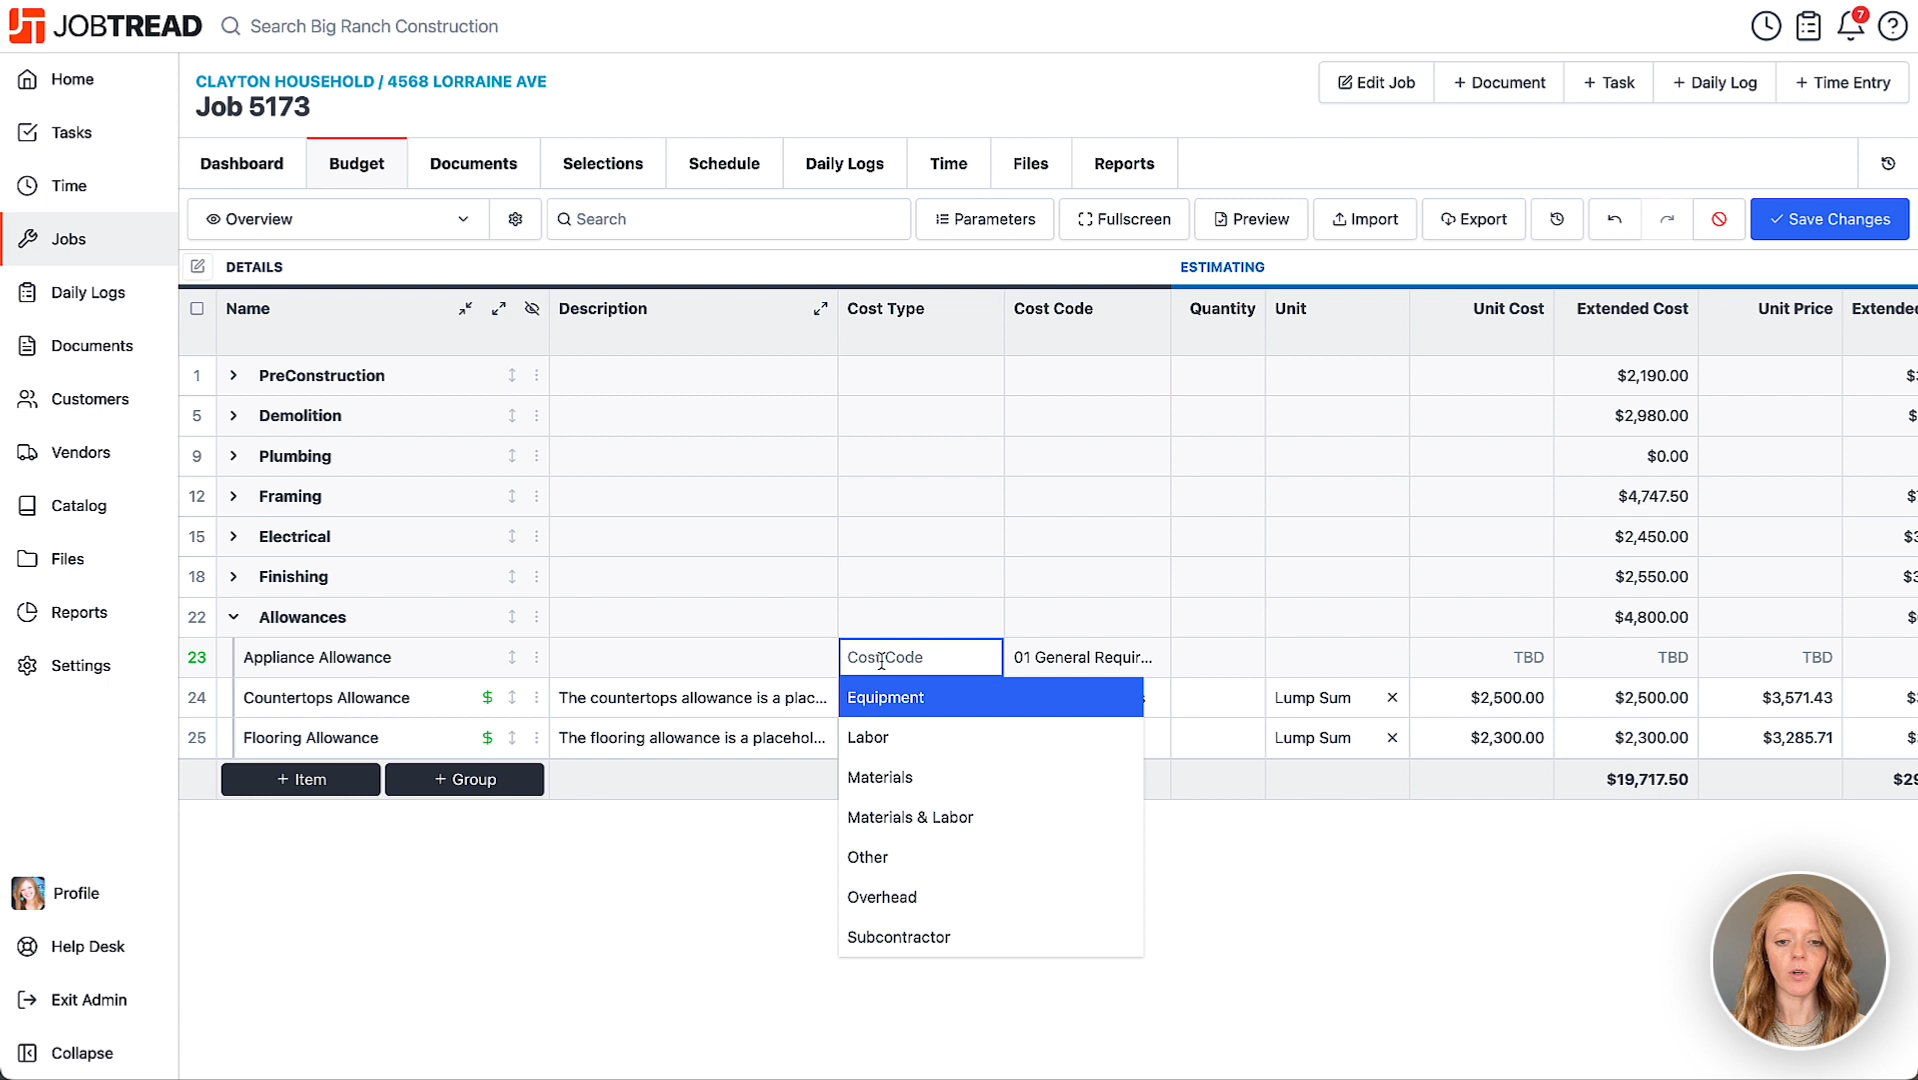 JOBTREAD
Search Big Ranch Construction
7
Home
Tasks
Time
Jobs
Daily Logs
Documents
Customers
Vendors
Catalog
Files
Reports
Settings
Profile
Help Desk
Exit Admin
Collapse
CLAYTON HOUSEHOLD / 4568 LORRAINE AVE
Job 5173
Edit Job
+ Document
+ Task
+ Daily Log
+ Time Entry
Dashboard
Budget
Documents
Selections
Schedule
Daily Logs
Time
Files
Reports
Overview
Search
Parameters
Fullscreen
Preview
Import
Export
Save Changes
DETAILS
ESTIMATING
Name
Description
Cost Type
Cost Code
Quantity
Unit
Unit Cost
Extended Cost
Unit Price
Extended
1 PreConstruction $2,190.00
5 Demolition $2,980.00 $
9 Plumbing $0.00
12 Framing $4,747.50
15 Electrical $2,450.00
18 Finishing $2,550.00
22 Allowances $4,800.00
23 Appliance Allowance Cost Code 01 General Requir... TBD TBD TBD
24 Countertops Allowance $ The countertops allowance is a plac... Lump Sum × $2,500.00 $2,500.00 $3,571.43
25 Flooring Allowance $ The flooring allowance is a placehol... Lump Sum × $2,300.00 $2,300.00 $3,285.71
Equipment
Labor
Materials
Materials & Labor
Other
Overhead
Subcontractor
+ Item
+ Group
$19,717.50